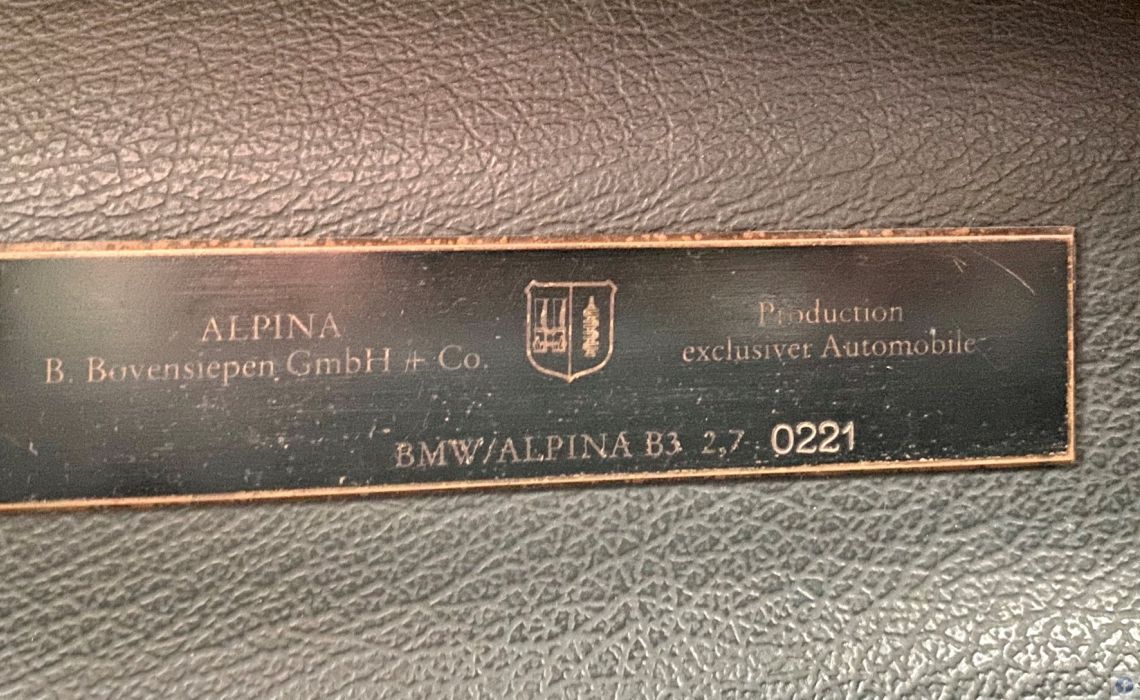 ALPINA
B. Bovensiepen GmbH + Co.
Production
exclusiver Automobile
BMW/ALPINA B3 2,7 0221